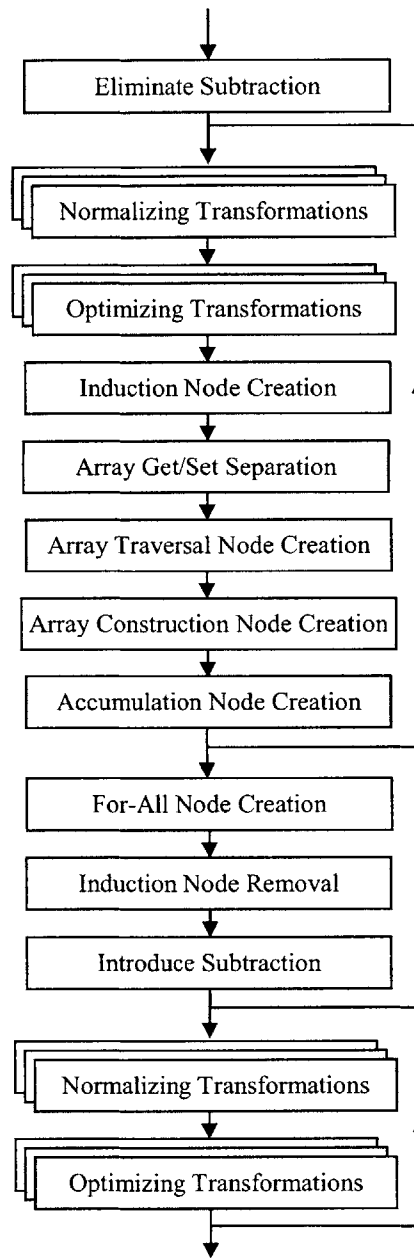 Eliminate Subtraction
Normalizing Transformations
Optimizing Transformations
Induction Node Creation
Array Get/Set Separation
Array Traversal Node Creation
Array Construction Node Creation
Accumulation Node Creation
For-All Node Creation
Induction Node Removal
Introduce Subtraction
Normalizing Transformations
Optimizing Transformations